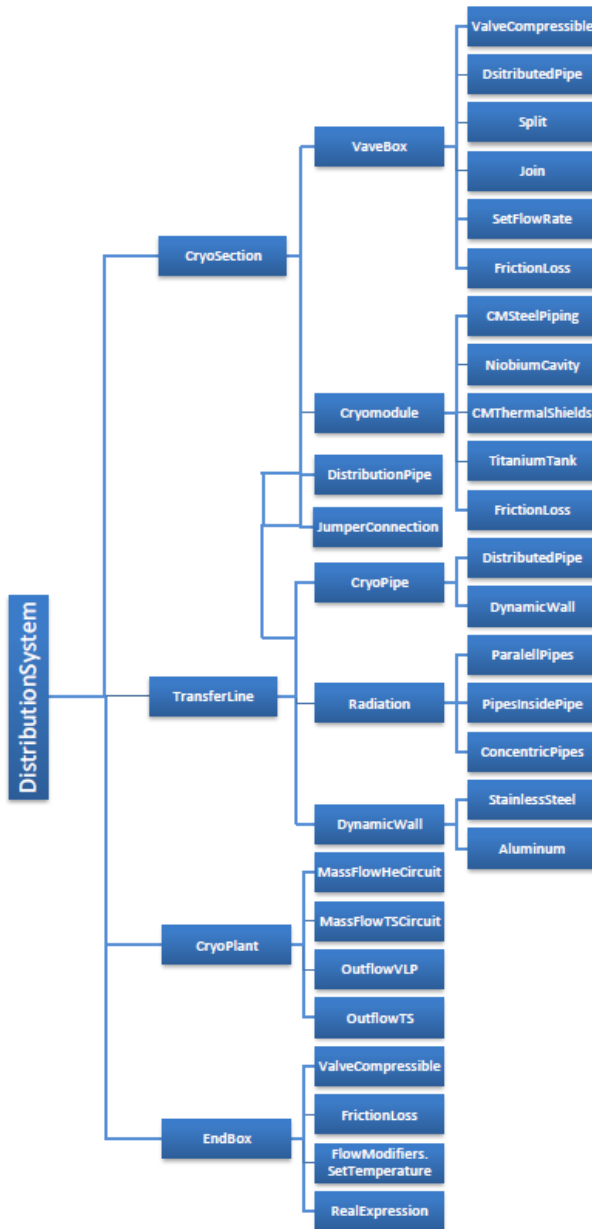 DistributionSystem
CryoSection
VaveBox
ValveCompressible
DsitributedPipe
Split
Join
SetFlowRate
FrictionLoss
Cryomodule
CMSteelPiping
NiobiumCavity
CMThermalShields
TitaniumTank
FrictionLoss
DistributionPipe
JumperConnection
TransferLine
CryoPipe
DistributedPipe
DynamicWall
Radiation
ParalellPipes
PipesInsidePipe
ConcentricPipes
DynamicWall
StainlessSteel
Aluminum
CryoPlant
MassFlowHeCircuit
MassFlowTSCircuit
OutflowVLP
OutflowTS
EndBox
ValveCompressible
FrictionLoss
FlowModifiers.
SetTemperature
RealExpression